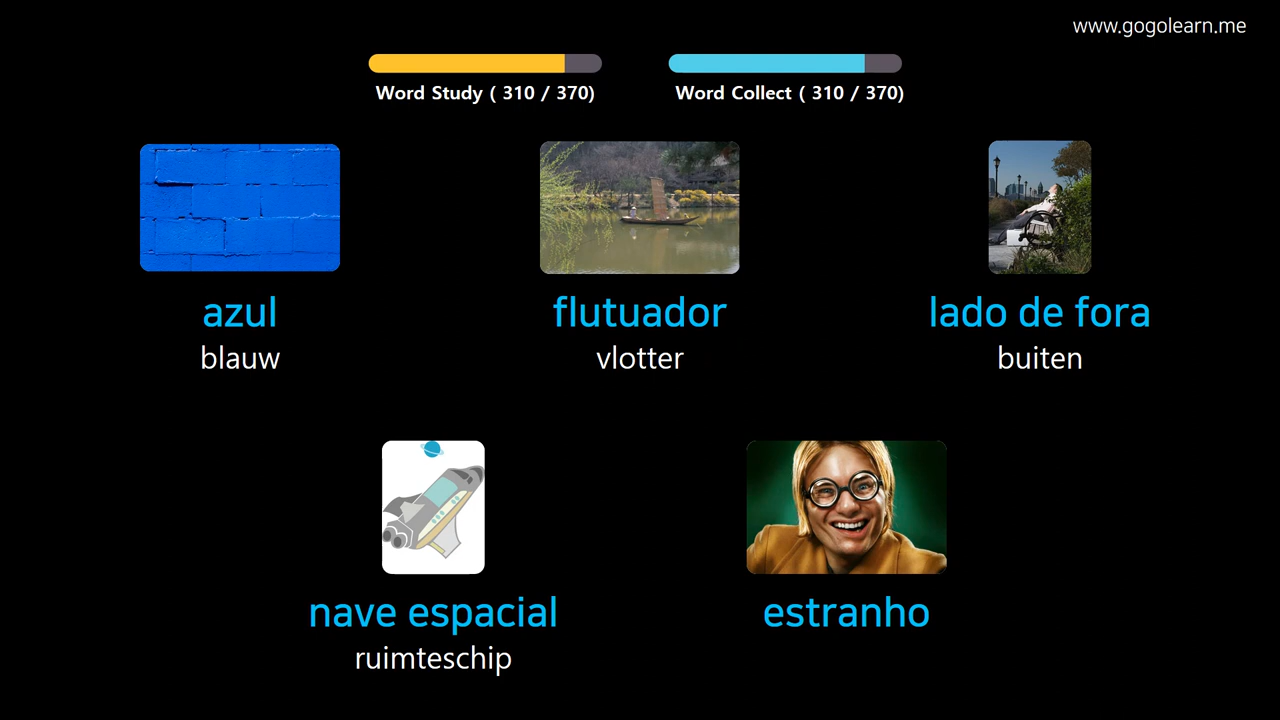 www.gogolearn.me
Word Study ( 310 / 370)
Word Collect ( 310 / 370)
azul
blauw
flutuador
vlotter
lado de fora
buiten
nave espacial
ruimteschip
estranho